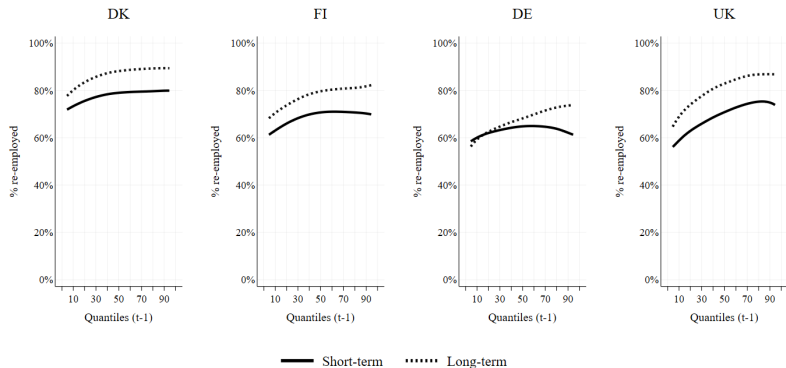 DK
FI
DE
UK
100%
80%
60%
40%
20%
0%
% re-employed
10 30 50 70 90
Quantiles (t-1)
100%
80%
60%
40%
20%
0%
% re-employed
10 30 50 70 90
Quantiles (t-1)
100%
80%
60%
40%
20%
0%
% re-employed
10 30 50 70 90
Quantiles (t-1)
100%
80%
60%
40%
20%
0%
% re-employed
10 30 50 70 90
Quantiles (t-1)
Short-term Long-term